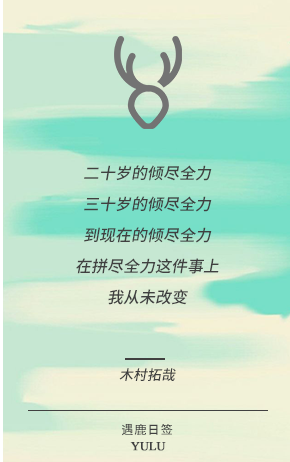 二十岁的倾尽全力
三十岁的倾尽全力
到现在的倾尽全力
在拼尽全力这件事上
我从未改变
木村拓哉
遇鹿日签
YULU